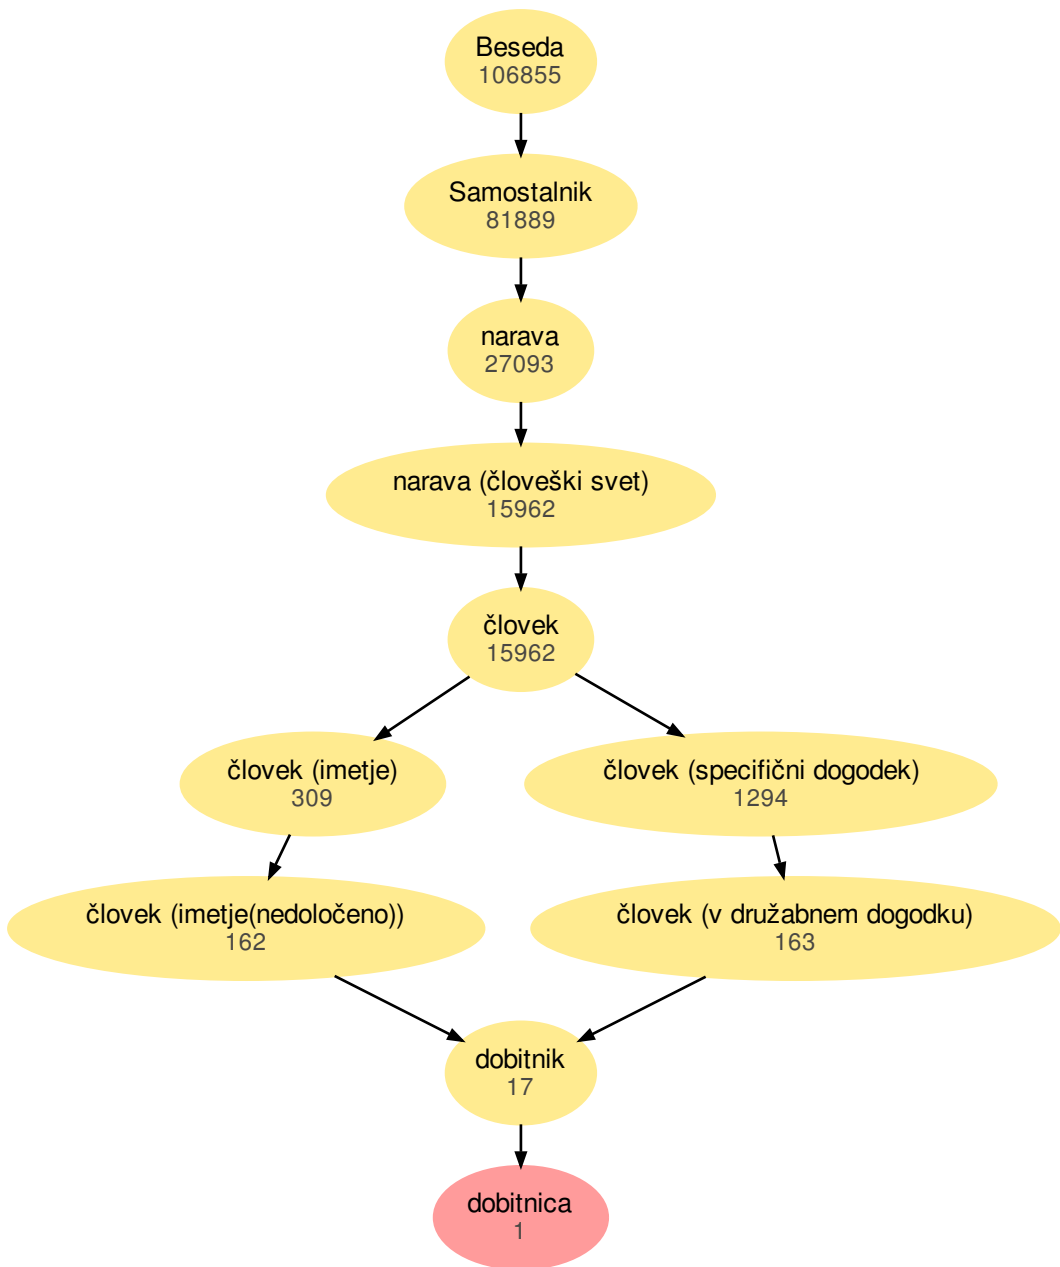 Beseda
106855
Samostalnik
81889
narava
27093
narava (človeški svet)
15962
človek
15962
človek (imetje)
309
človek (specifični dogodek)
1294
človek (imetje(nedoločeno))
162
človek (v družabnem dogodku)
163
dobitnik
17
dobitnica
1